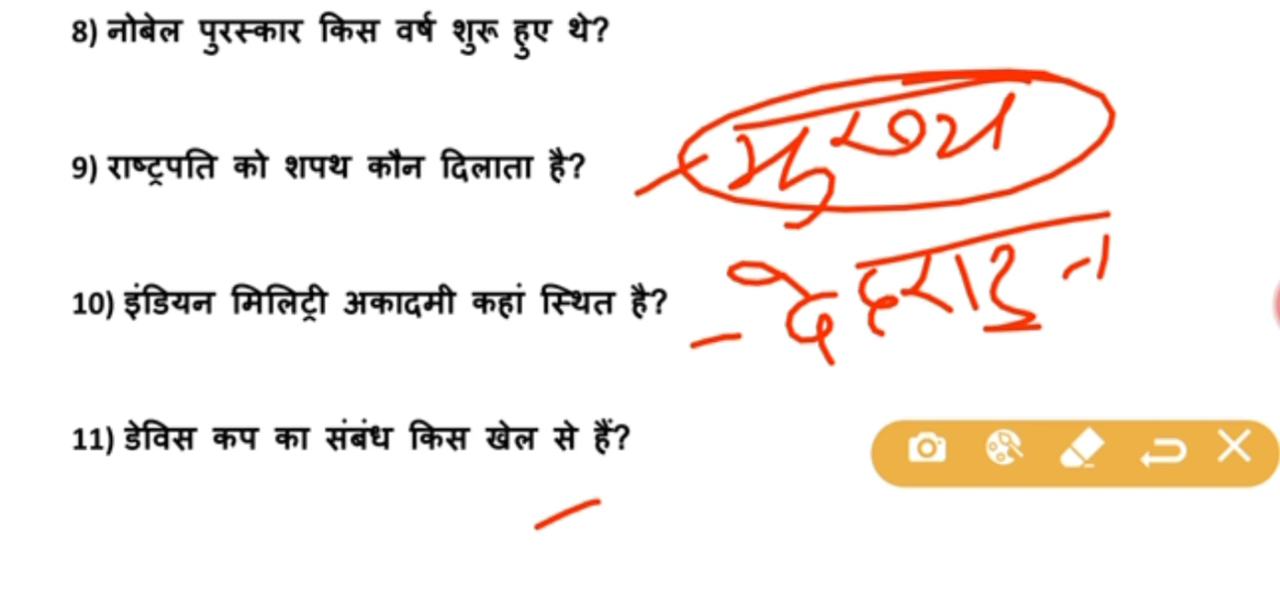 8) नोबेल पुरस्कार किस वर्ष शुरू हुए थे?
9) राष्ट्रपति को शपथ कौन दिलाता है?
मुख्य
10) इंडियन मिलिट्री अकादमी कहां स्थित है?
- देहरादून
11) डेविस कप का संबंध किस खेल से हैं?